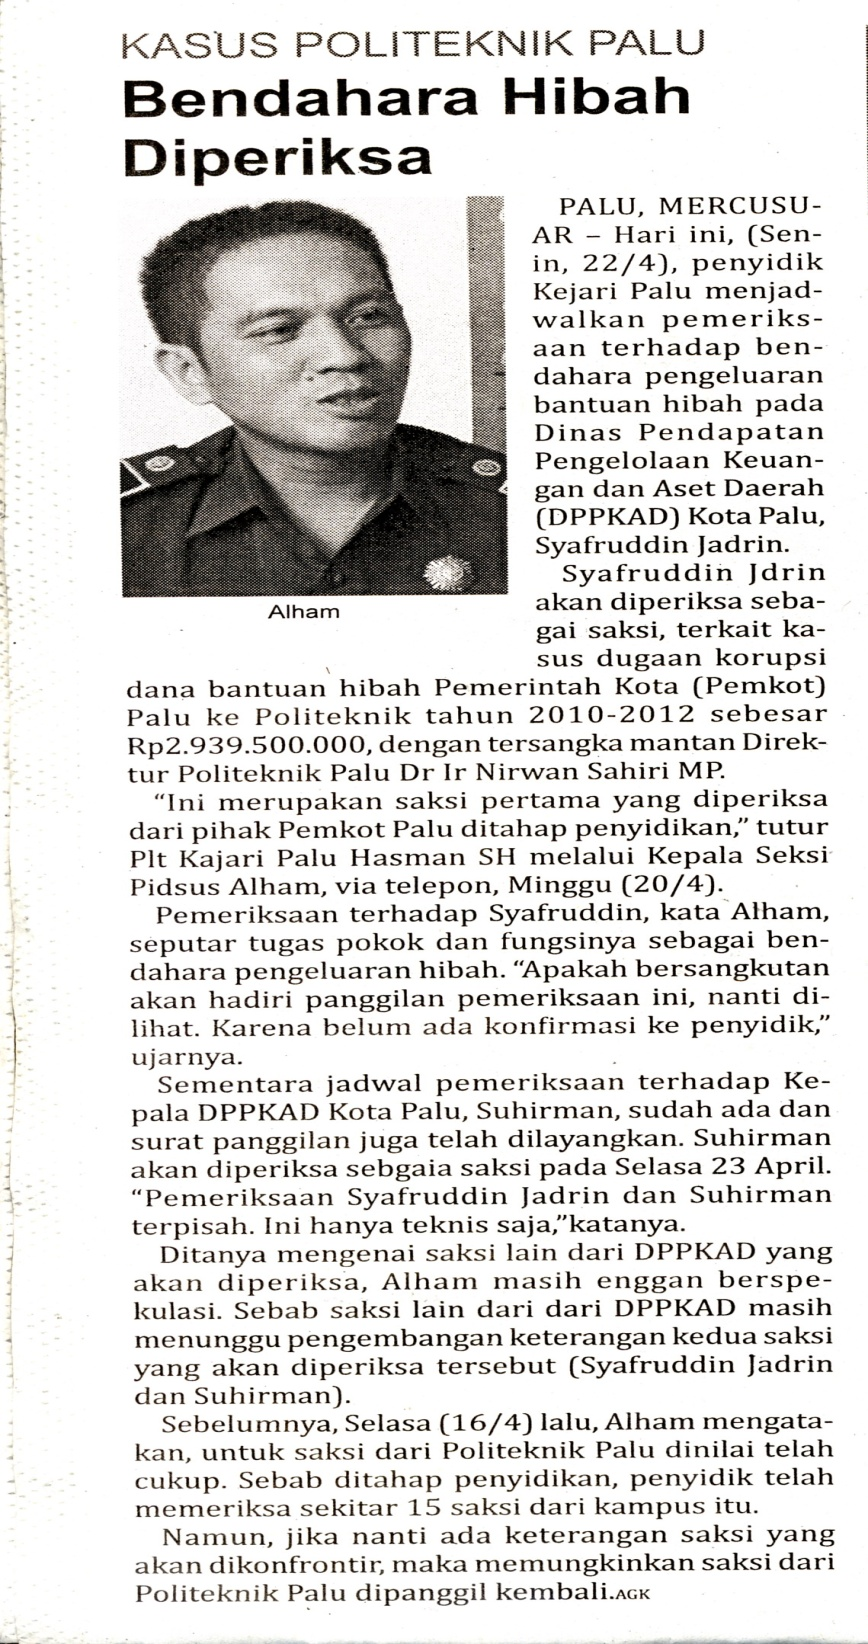 KASUS POLITEKNIK PALU
Bendahara Hibah
Diperiksa
Alham
PALU, MERCUSU-
AR – Hari ini, (Sen-
in, 22/4), penyidik
Kejari Palu menjad-
walkan pemeriks-
aan terhadap ben-
dahara pengeluaran
bantuan hibah pada
Dinas Pendapatan
Pengelolaan Keuan-
gan dan Aset Daerah
(DPPKAD) Kota Palu,
Syafruddin Jadrin.
Syafruddin Jdrin
akan diperiksa seba-
gai saksi, terkait ka-
sus dugaan korupsi
dana bantuan hibah Pemerintah Kota (Pemkot)
Palu ke Politeknik tahun 2010-2012 sebesar
Rp2.939.500.000, dengan tersangka mantan Direk-
tur Politeknik Palu Dr Ir Nirwan Sahiri MP.
“Ini merupakan saksi pertama yang diperiksa
dari pihak Pemkot Palu ditahap penyidikan,” tutur
Plt Kajari Palu Hasman SH melalui Kepala Seksi
Pidsus Alham, via telepon, Minggu (20/4).
Pemeriksaan terhadap Syafruddin, kata Alham,
seputar tugas pokok dan fungsinya sebagai ben-
dahara pengeluaran hibah. “Apakah bersangkutan
akan hadiri panggilan pemeriksaan ini, nanti di-
lihat. Karena belum ada konfirmasi ke penyidik,”
ujarnya.
Sementara jadwal pemeriksaan terhadap Ke-
pala DPPKAD Kota Palu, Suhirman, sudah ada dan
surat panggilan juga telah dilayangkan. Suhirman
akan diperiksa sebgaia saksi pada Selasa 23 April.
“Pemeriksaan Syafruddin Jadrin dan Suhirman
terpisah. Ini hanya teknis saja,”katanya.
Ditanya mengenai saksi lain dari DPPKAD yang
akan diperiksa, Alham masih enggan berspe-
kulasi. Sebab saksi lain dari dari DPPKAD masih
menunggu pengembangan keterangan kedua saksi
yang akan diperiksa tersebut (Syafruddin Jadrin
dan Suhirman).
Sebelumnya, Selasa (16/4) lalu, Alham mengata-
kan, untuk saksi dari Politeknik Palu dinilai telah
cukup. Sebab ditahap penyidikan, penyidik telah
memeriksa sekitar 15 saksi dari kampus itu.
Namun, jika nanti ada keterangan saksi yang
akan dikonfrontir, maka memungkinkan saksi dari
Politeknik Palu dipanggil kembali.AGK